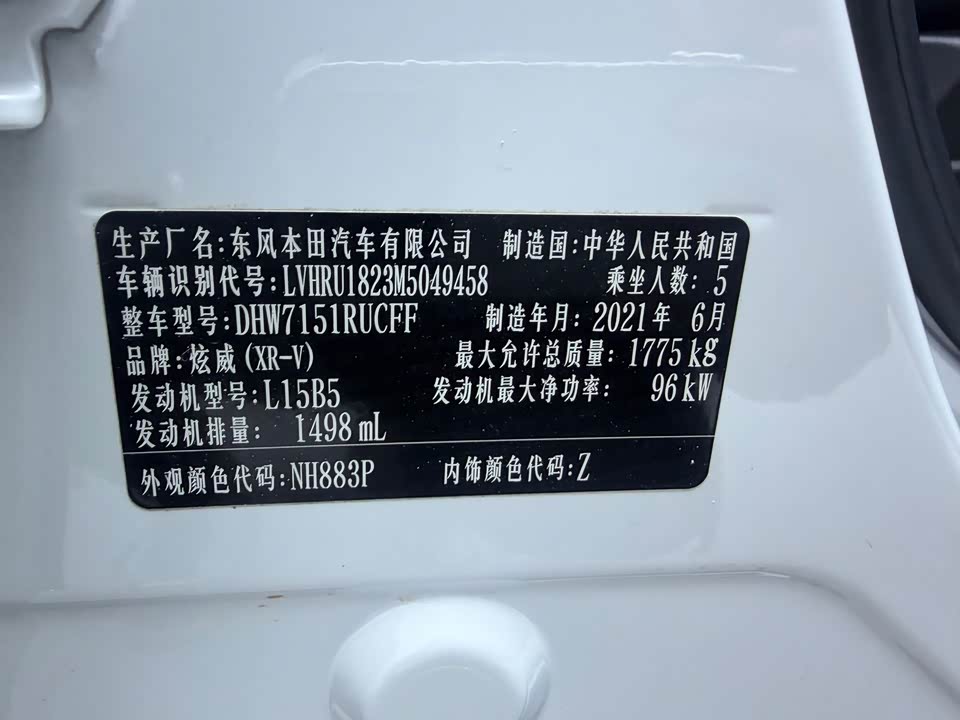 生产厂名:东风本田汽车有限公司 制造国:中华人民共和国
车辆识别代号:LVHRU1823M5049458 乘坐人数: 5
整车型号:DHW7151RUCFF 制造年月: 2021年 6月
品牌:炫威(XR-V) 最大允许总质量: 1775kg
发动机型号:L15B5 发动机最大净功率: 96kW
发动机排量: 1498mL
外观颜色代码:NH883P 内饰颜色代码:Z